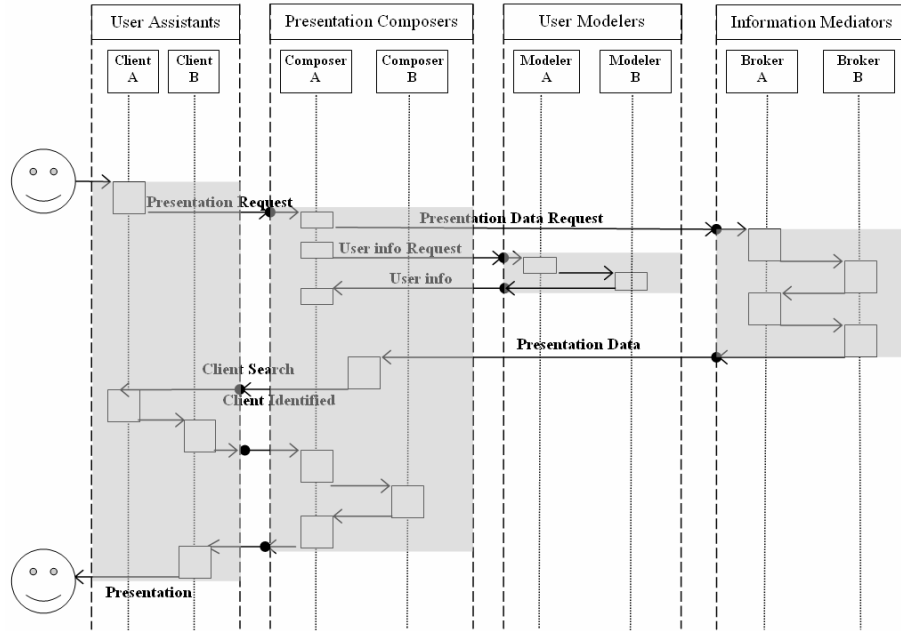 User Assistants
Presentation Composers
User Modelers
Information Mediators
Client
A
Client
B
Composer
A
Composer
B
Modeler
A
Modeler
B
Broker
A
Broker
B
Presentation Request
Presentation Data Request
User info Request
User info
Presentation Data
Client Search
Client Identified
Presentation